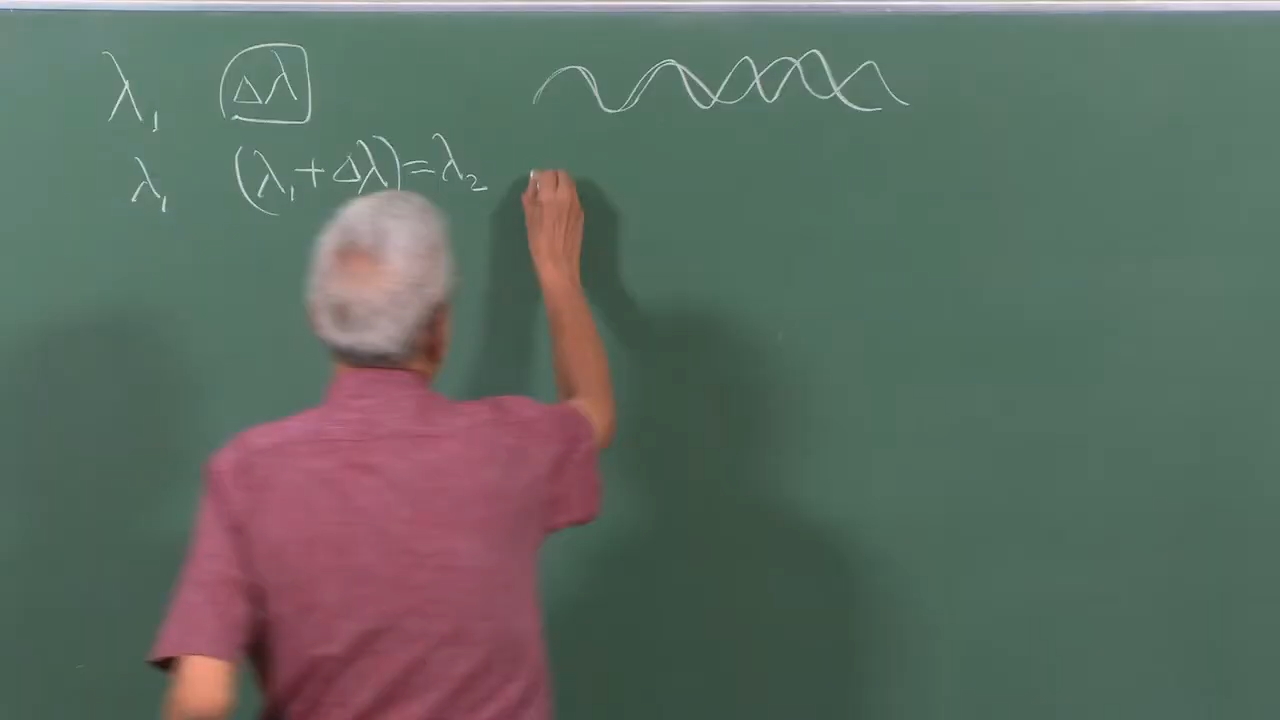 λ₁ Δλ
λ₁ (λ₁ + Δλ) = λ₂